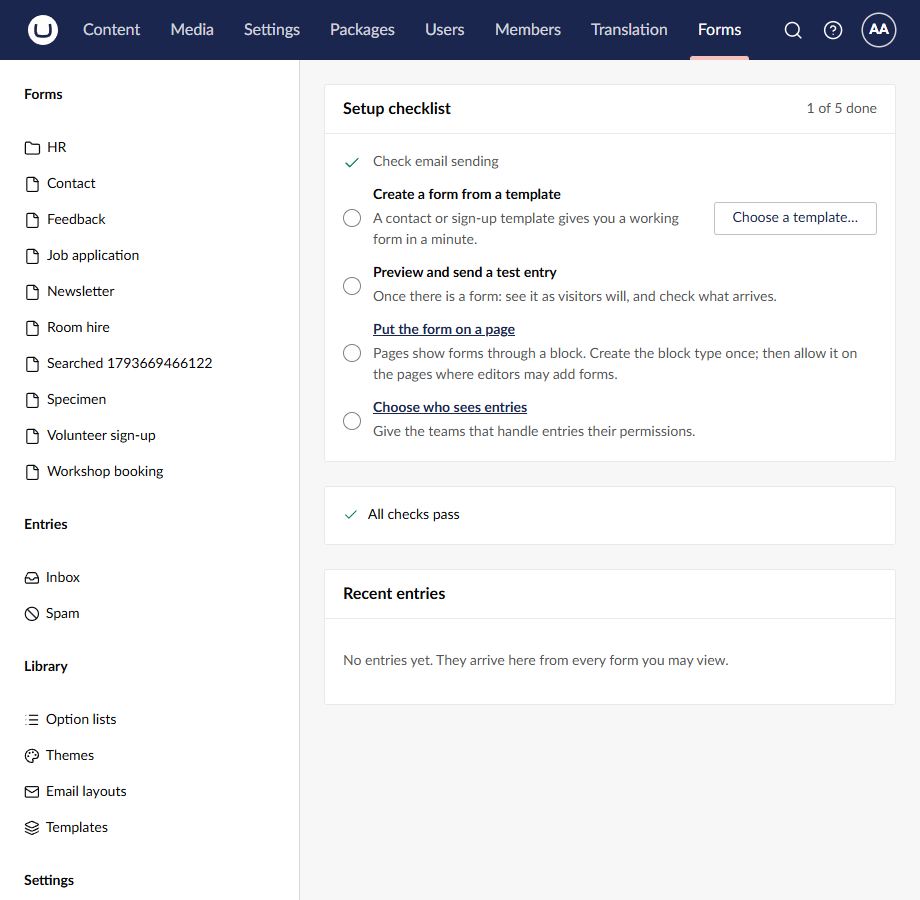 Content Media Settings Packages Users Members Translation Forms AA
Forms
HR
Contact
Feedback
Job application
Newsletter
Room hire
Searched 1793669466122
Specimen
Volunteer sign-up
Workshop booking
Entries
Inbox
Spam
Library
Option lists
Themes
Email layouts
Templates
Settings
Setup checklist 1 of 5 done
Check email sending
Create a form from a template
A contact or sign-up template gives you a working
form in a minute.
Choose a template...
Preview and send a test entry
Once there is a form: see it as visitors will, and check what arrives.
Put the form on a page
Pages show forms through a block. Create the block type once; then allow it on
the pages where editors may add forms.
Choose who sees entries
Give the teams that handle entries their permissions.
All checks pass
Recent entries
No entries yet. They arrive here from every form you may view.